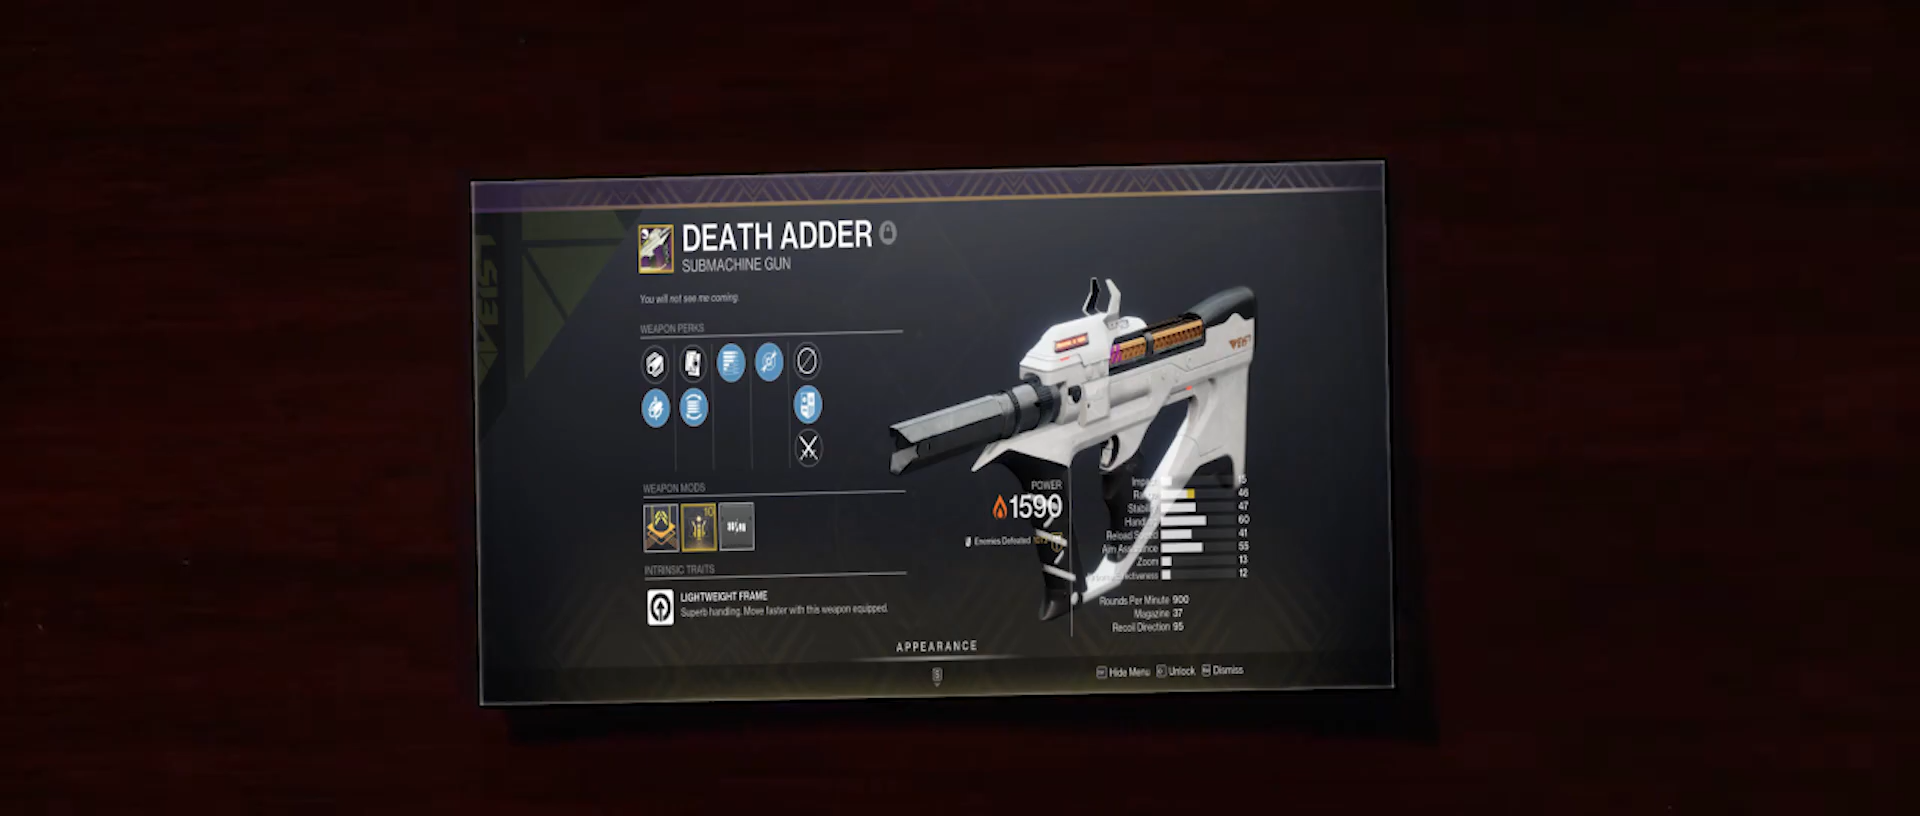 DEATH ADDER
SUBMACHINE GUN
You will not see me coming.
WEAPON PERKS
WEAPON MODS
10
INTRINSIC TRAITS
LIGHTWEIGHT FRAME
Superb handling. Move faster with this weapon equipped.
POWER
1590
Enemies Defeated
Impact 15
Range 46
Stability 47
Handling 60
Reload Speed 41
Aim Assistance 55
Zoom 13
12
Rounds Per Minute 900
Magazine 37
Recoil Direction 95
APPEARANCE
S
Hide Menu Unlock Dismiss
VEIST